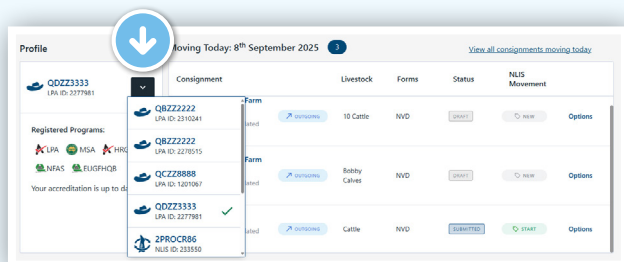 Profile
Moving Today: 8th September 2025 3
View all consignments moving today
QDZZ3333
LPA ID: 2277981
Consignment Livestock Forms Status NLIS Movement
Registered Programs:
LPA MSA
NFAS EUGFHQB
Your accreditation is up to
QBZZ2222
LPA ID: 2310241
QBZZ2222
LPA ID: 2278515
QCZZ8888
LPA ID: 1201067
QDZZ3333
LPA ID: 2277981
2PROCR86
NLIS ID: 233550
Farm
OUTGOING 10 Cattle NVD DRAFT NEW Options
Farm
OUTGOING Bobby Calves NVD DRAFT NEW Options
OUTGOING Cattle NVD SUBMITTED START Options